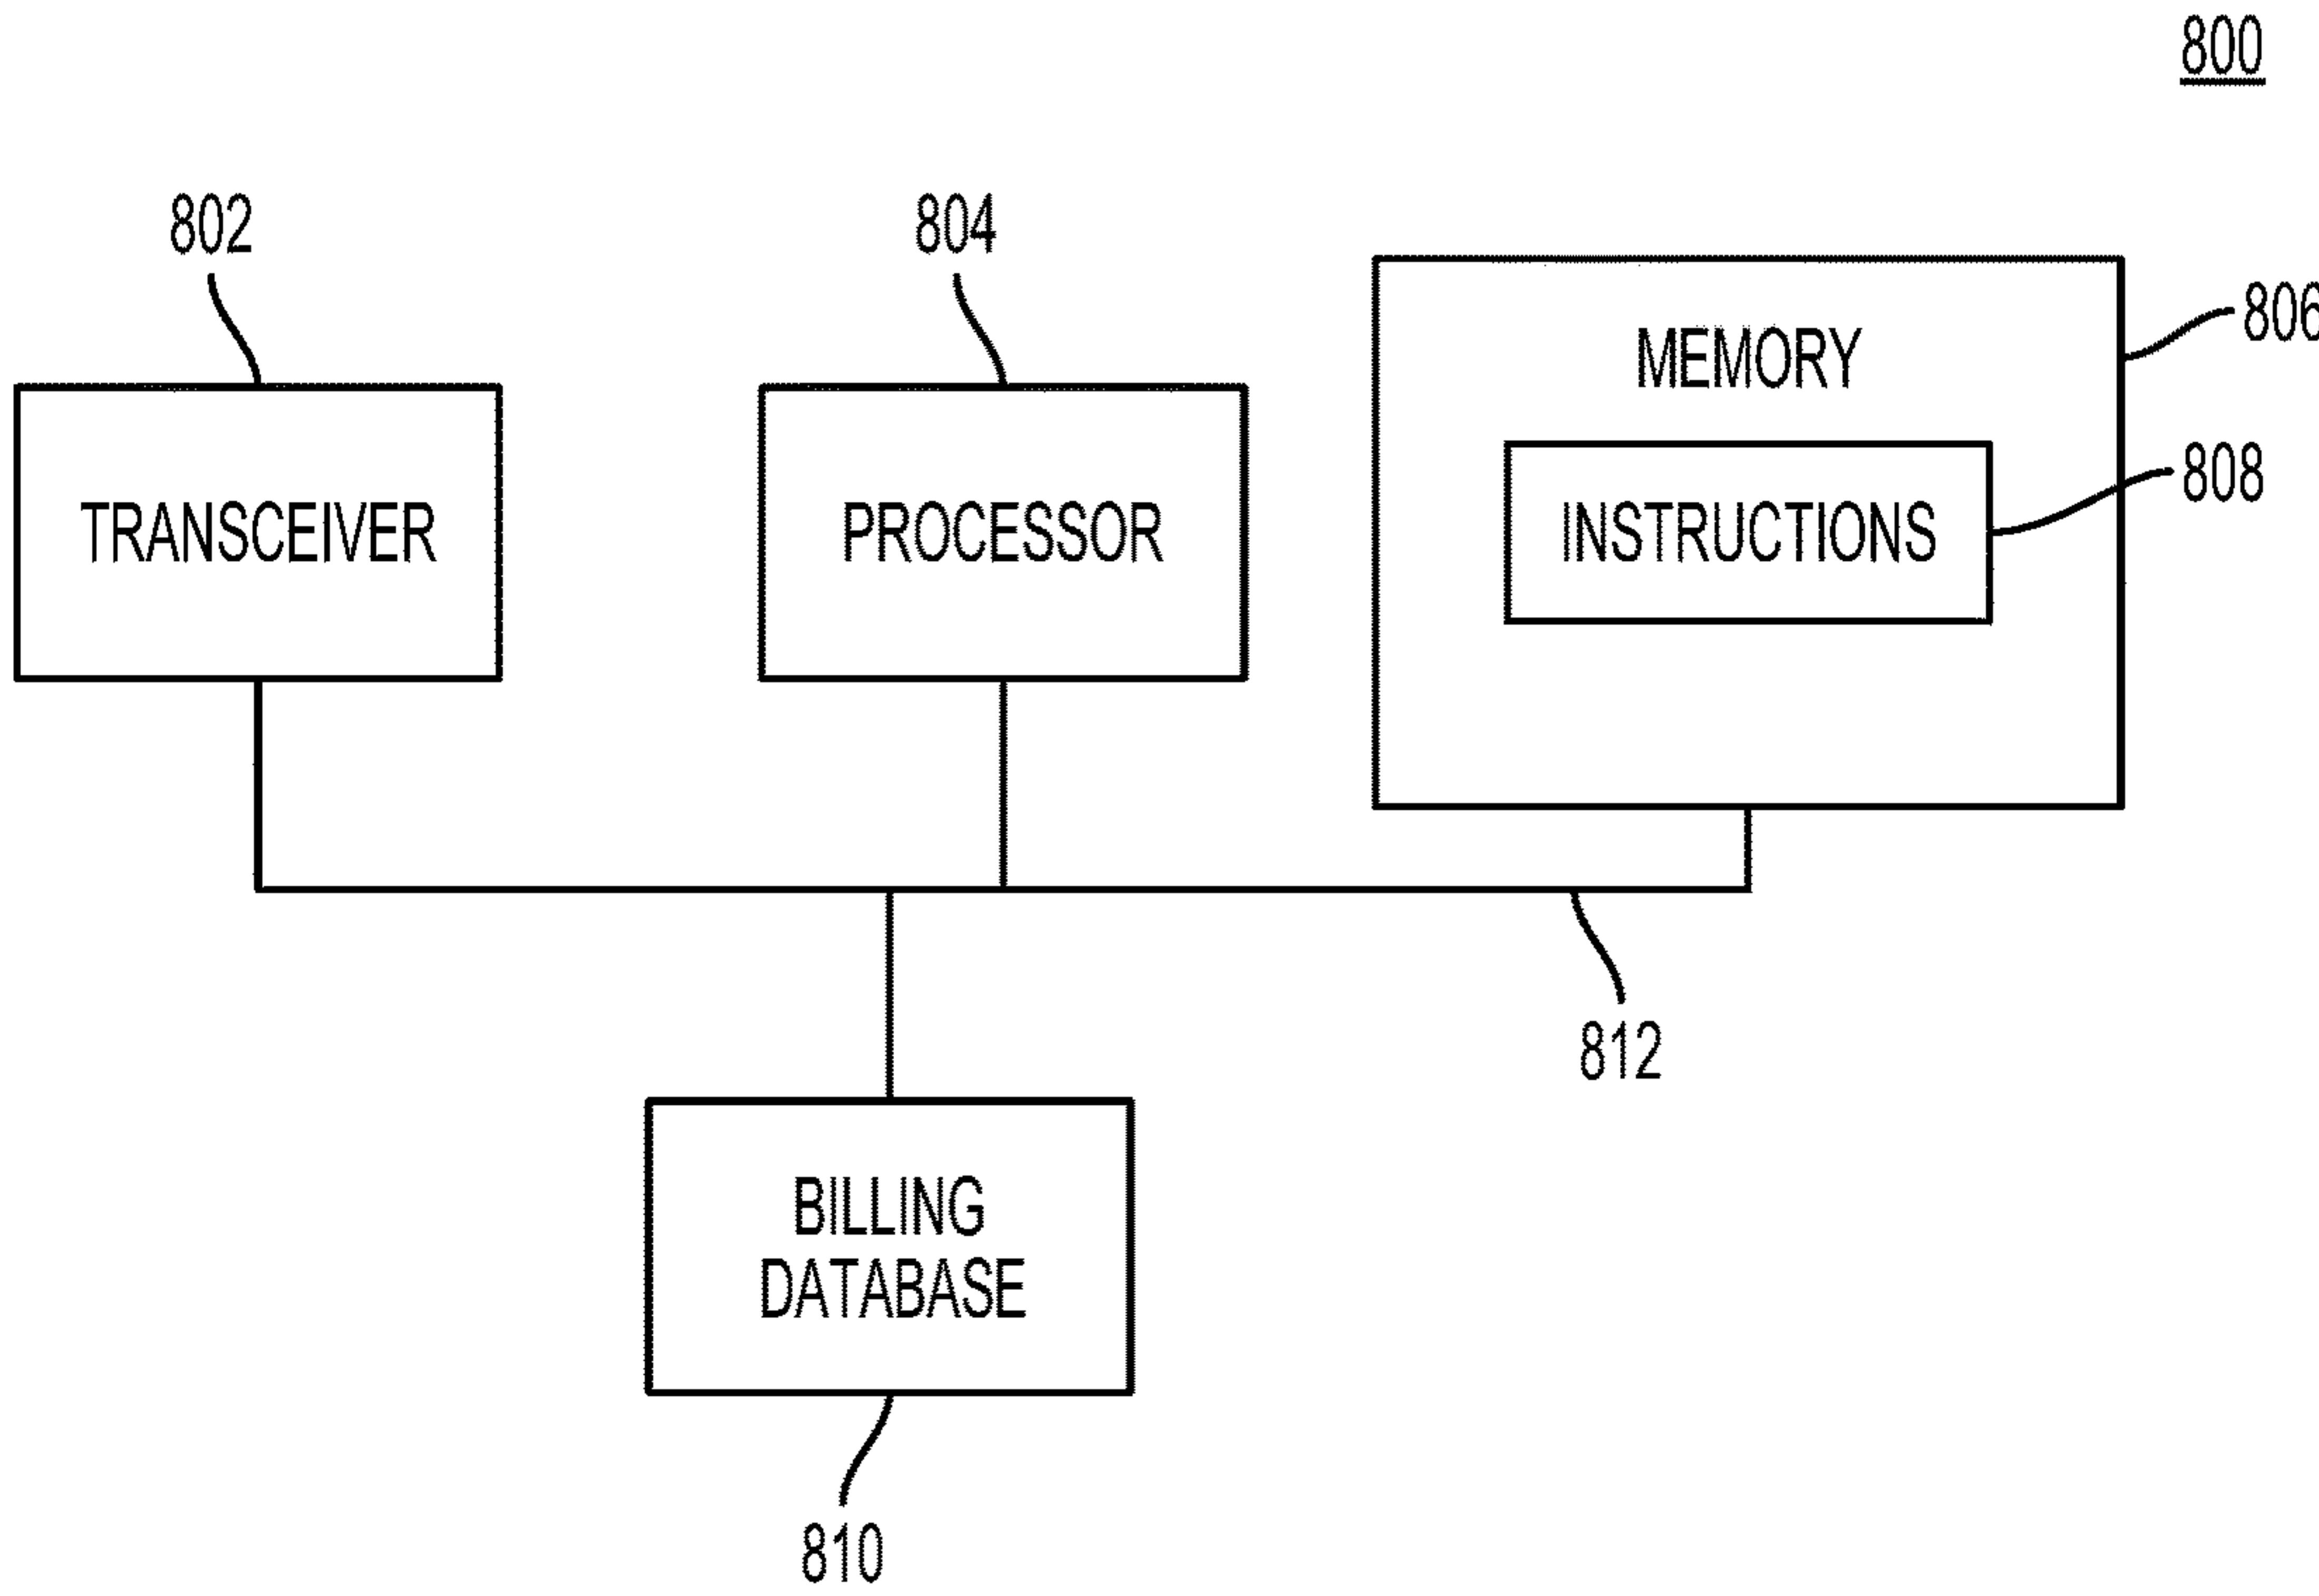 800
802
804
806
MEMORY
808
TRANSCEIVER
PROCESSOR
INSTRUCTIONS
812
BILLING
DATABASE
810